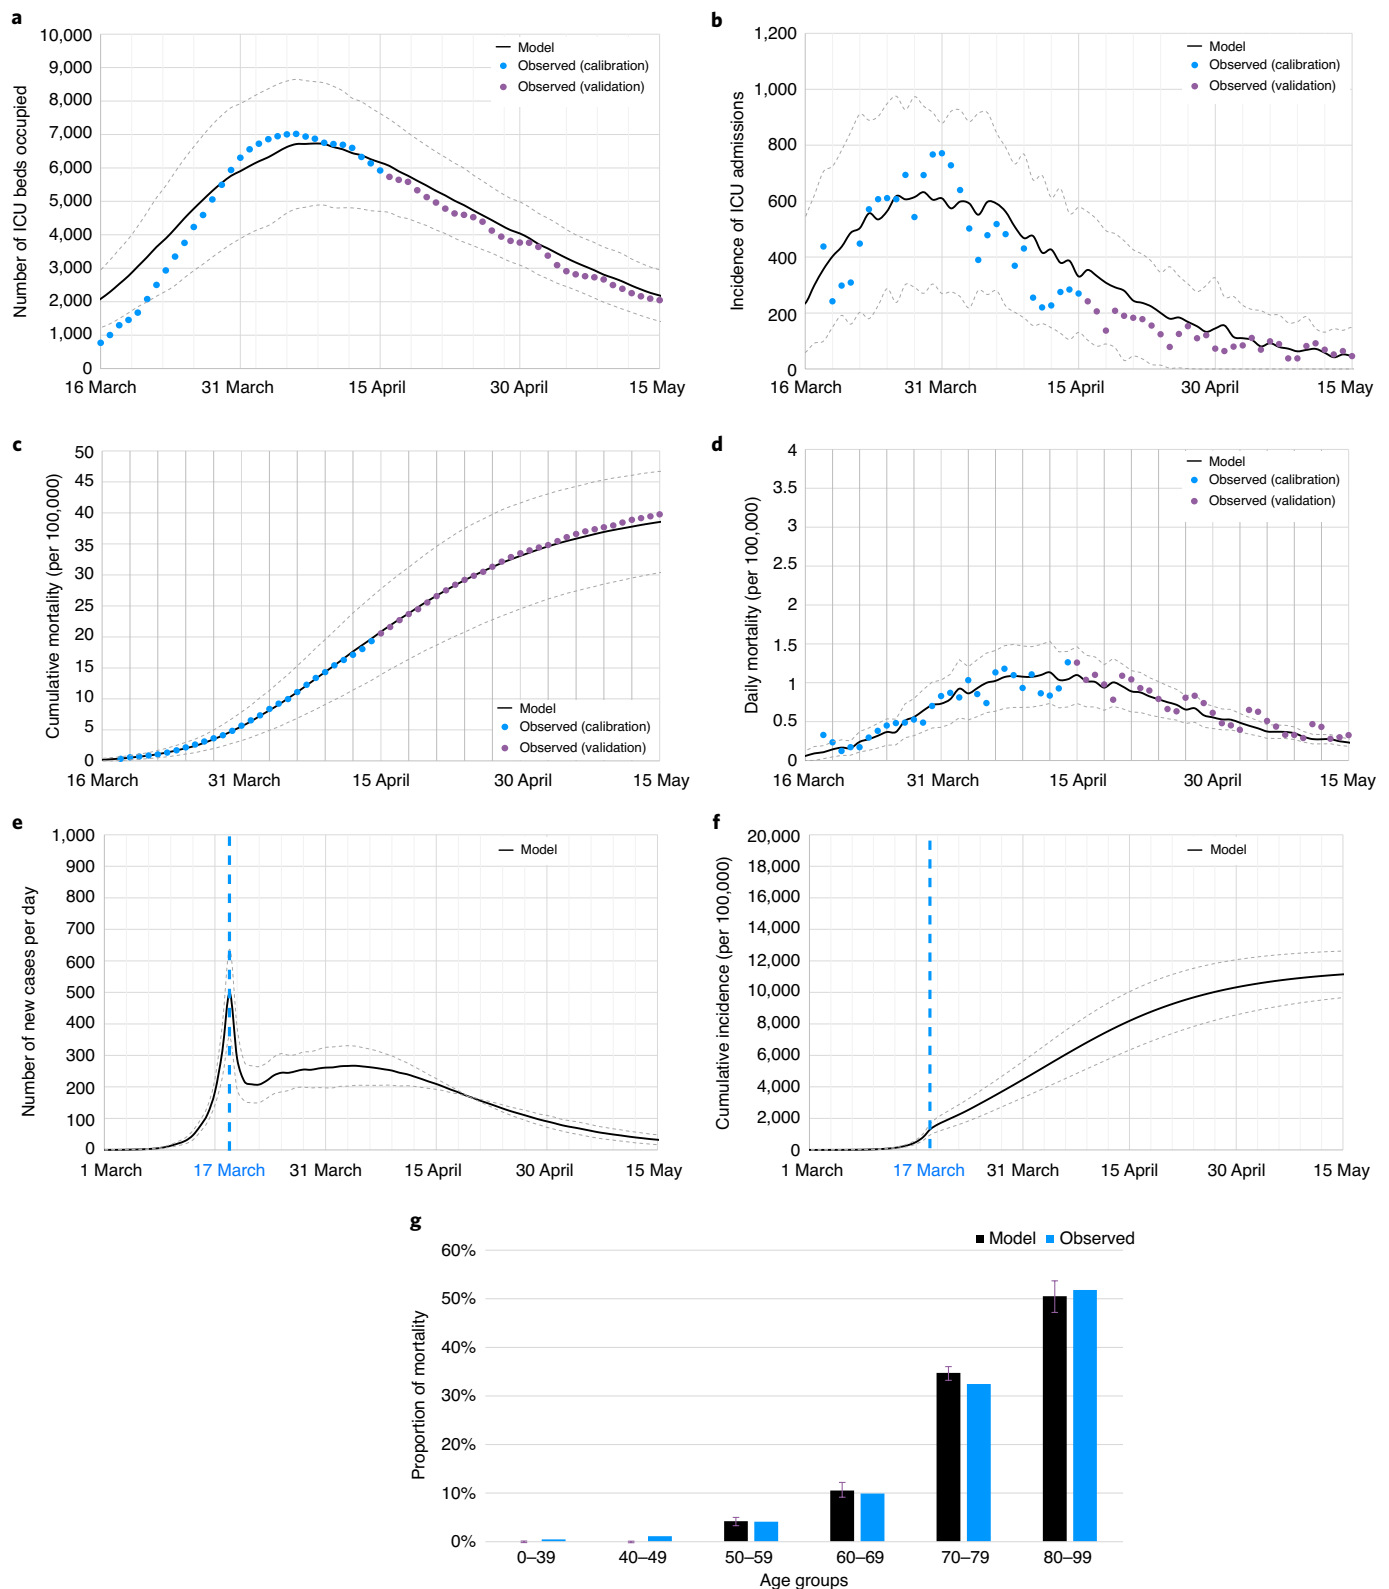 a
Number of ICU beds occupied
10,000
9,000
8,000
7,000
6,000
5,000
4,000
3,000
2,000
1,000
0
16 March
31 March
15 April
30 April
15 May
Model
Observed (calibration)
Observed (validation)
b
Incidence of ICU admissions
1,200
1,000
800
600
400
200
0
16 March
31 March
15 April
30 April
15 May
Model
Observed (calibration)
Observed (validation)
c
Cumulative mortality (per 100,000)
50
45
40
35
30
25
20
15
10
5
0
16 March
31 March
15 April
30 April
15 May
Model
Observed (calibration)
Observed (validation)
d
Daily mortality (per 100,000)
4
3.5
3
2.5
2
1.5
1
0.5
0
16 March
31 March
15 April
30 April
15 May
Model
Observed (calibration)
Observed (validation)
e
Number of new cases per day
1,000
900
800
700
600
500
400
300
200
100
0
1 March
17 March
31 March
15 April
30 April
15 May
Model
f
Cumulative incidence (per 100,000)
20,000
18,000
16,000
14,000
12,000
10,000
8,000
6,000
4,000
2,000
0
1 March
17 March
31 March
15 April
30 April
15 May
Model
g
Proportion of mortality
60%
50%
40%
30%
20%
10%
0%
0–39
40–49
50–59
60–69
70–79
80–99
Age groups
Model
Observed